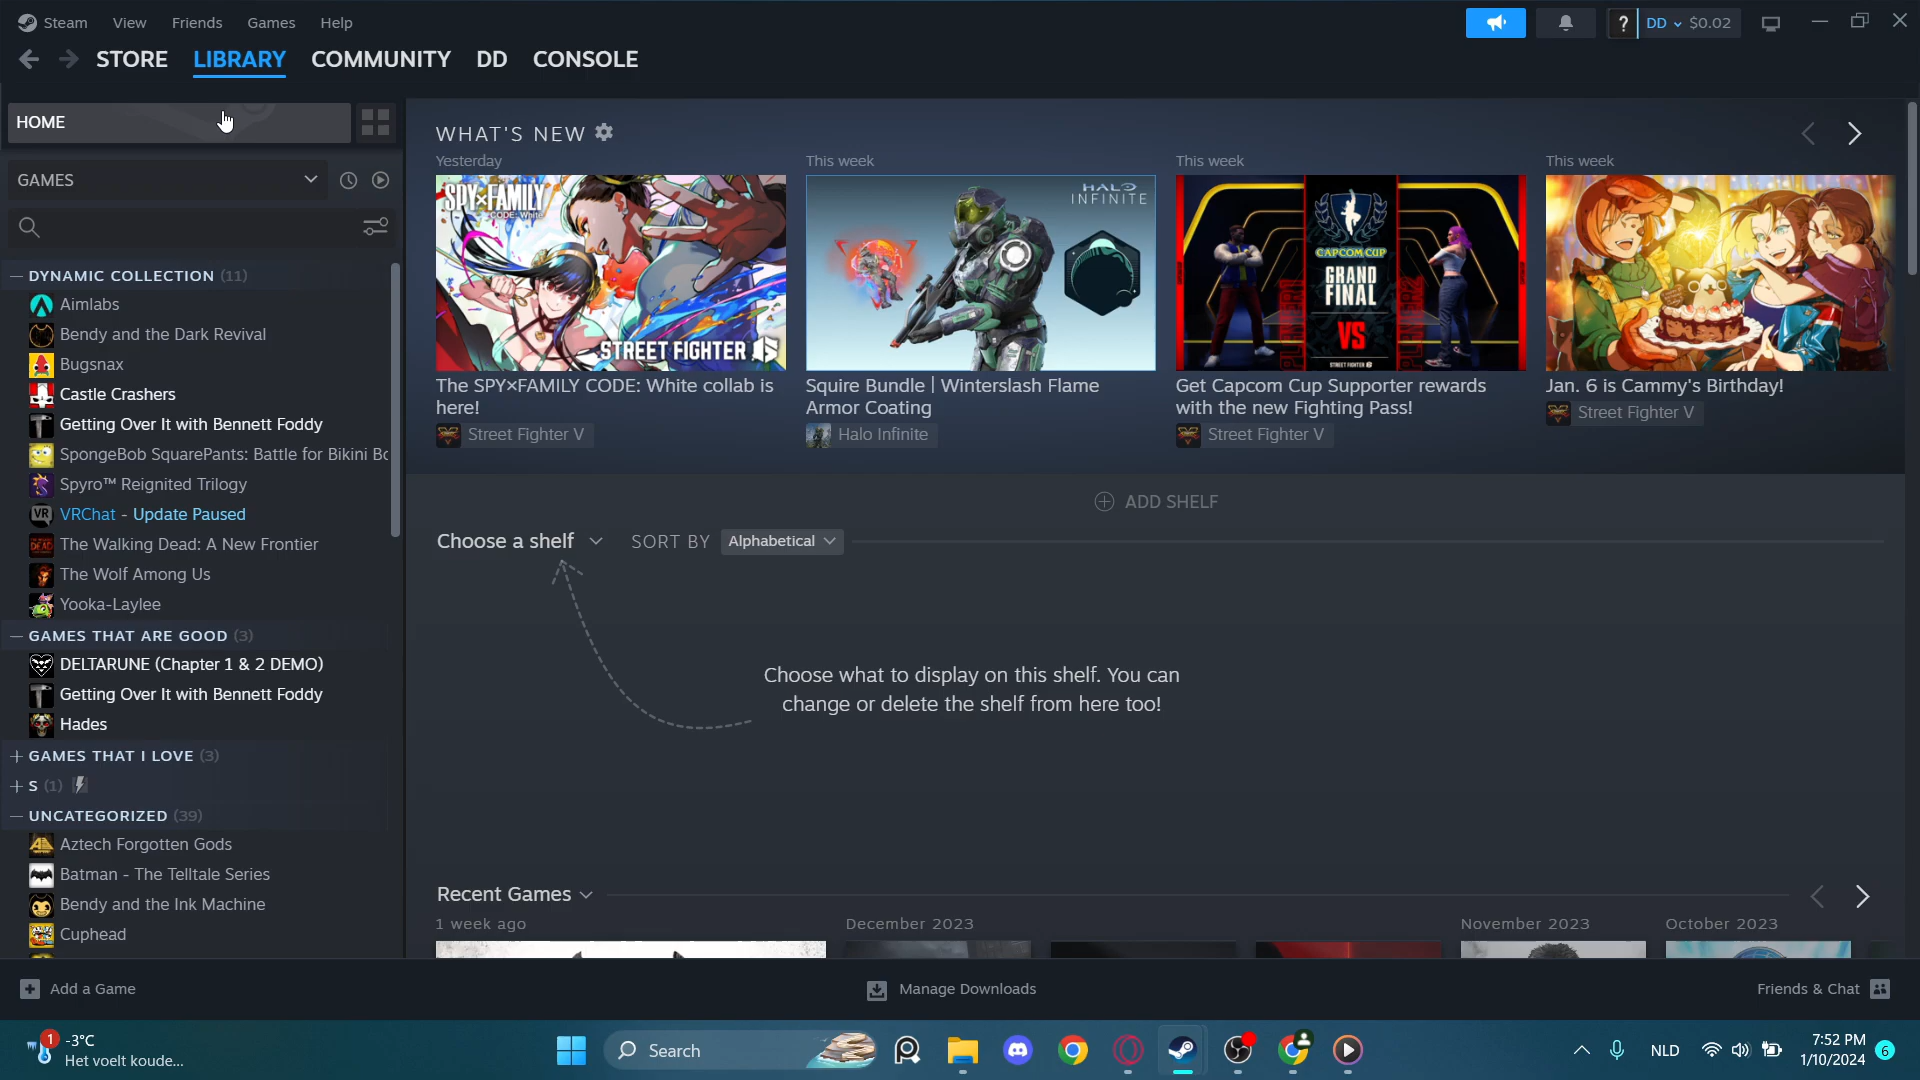 Steam View Friends Games Help ? DD $0.02
STORE LIBRARY COMMUNITY DD CONSOLE
HOME
GAMES
DYNAMIC COLLECTION (11)
Aimlabs
Bendy and the Dark Revival
Bugsnax
Castle Crashers
Getting Over It with Bennett Foddy
SpongeBob SquarePants: Battle for Bikini Bo
Spyro™ Reignited Trilogy
VR VRChat - Update Paused
The Walking Dead: A New Frontier
The Wolf Among Us
Yooka-Laylee
GAMES THAT ARE GOOD (3)
DELTARUNE (Chapter 1 & 2 DEMO)
Getting Over It with Bennett Foddy
Hades
GAMES THAT I LOVE (3)
S (1)
UNCATEGORIZED (39)
Aztech Forgotten Gods
Batman - The Telltale Series
Bendy and the Ink Machine
Cuphead
WHAT'S NEW
Yesterday
SPY×FAMILY
CODE: White
STREET FIGHTER 6
The SPY×FAMILY CODE: White collab is
here!
Street Fighter V
This week
HALO
INFINITE
Squire Bundle | Winterslash Flame
Armor Coating
Halo Infinite
This week
CAPCOM CUP
GRAND
FINAL
VS
PLAYER1
PLAYER2
Get Capcom Cup Supporter rewards
with the new Fighting Pass!
Street Fighter V
This week
Jan. 6 is Cammy's Birthday!
Street Fighter V
ADD SHELF
Choose a shelf SORT BY Alphabetical
Choose what to display on this shelf. You can
change or delete the shelf from here too!
Recent Games
1 week ago December 2023 November 2023 October 2023
Add a Game Manage Downloads Friends & Chat
1 -3°C
Het voelt koude...
Search
NLD
7:52 PM
1/10/2024
6